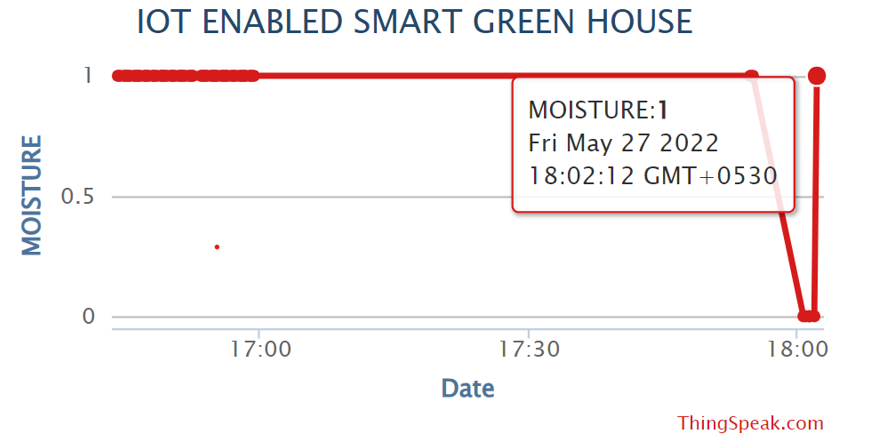 IOT ENABLED SMART GREEN HOUSE
1
MOISTURE:1
Fri May 27 2022
18:02:12 GMT+0530
MOISTURE
0.5
0
17:00 17:30 18:00
Date
ThingSpeak.com